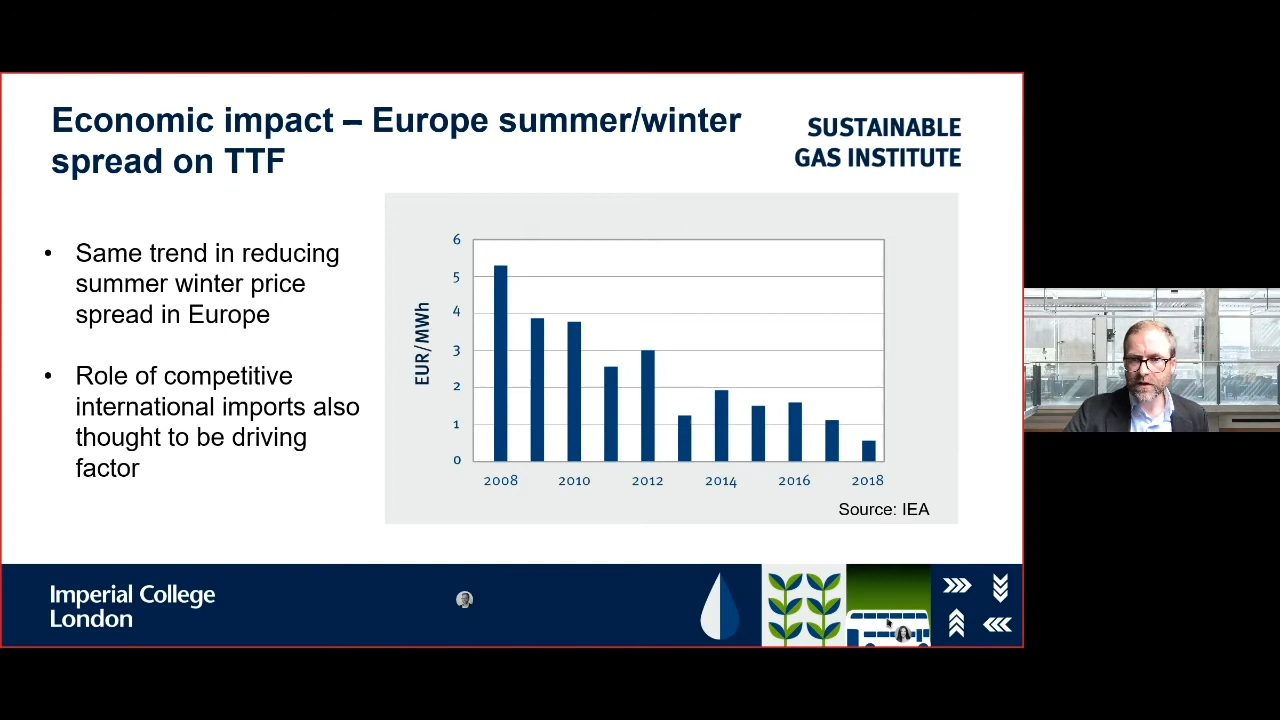 Economic impact – Europe summer/winter
spread on TTF
SUSTAINABLE
GAS INSTITUTE
• Same trend in reducing
summer winter price
spread in Europe
• Role of competitive
international imports also
thought to be driving
factor
EUR/MWh
6
5
4
3
2
1
0
2008 2010 2012 2014 2016 2018
Source: IEA
Imperial College
London